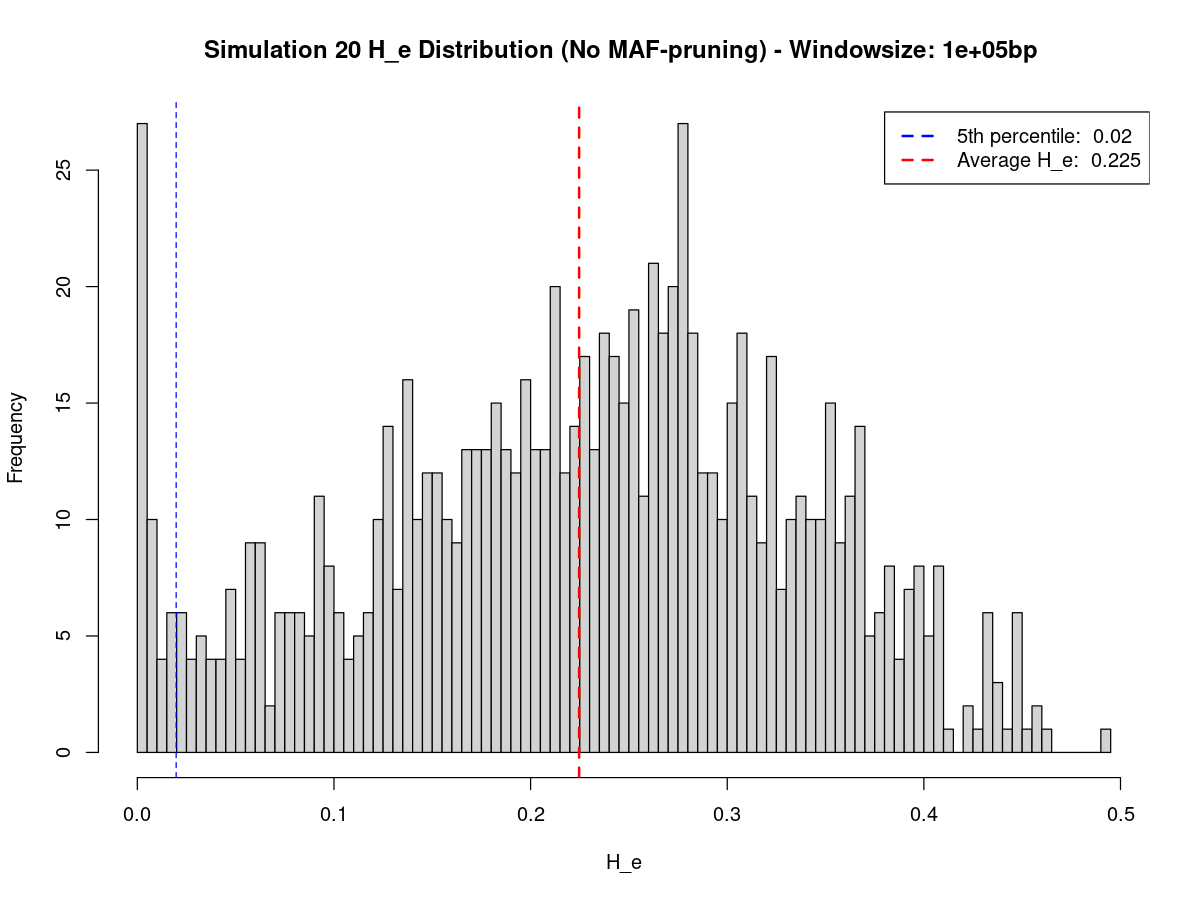 Simulation 20 H_e Distribution (No MAF-pruning) - Windowsize: 1e+05bp
5th percentile: 0.02
Average H_e: 0.225
Frequency
25
20
15
10
5
0
0.0 0.1 0.2 0.3 0.4 0.5
H_e